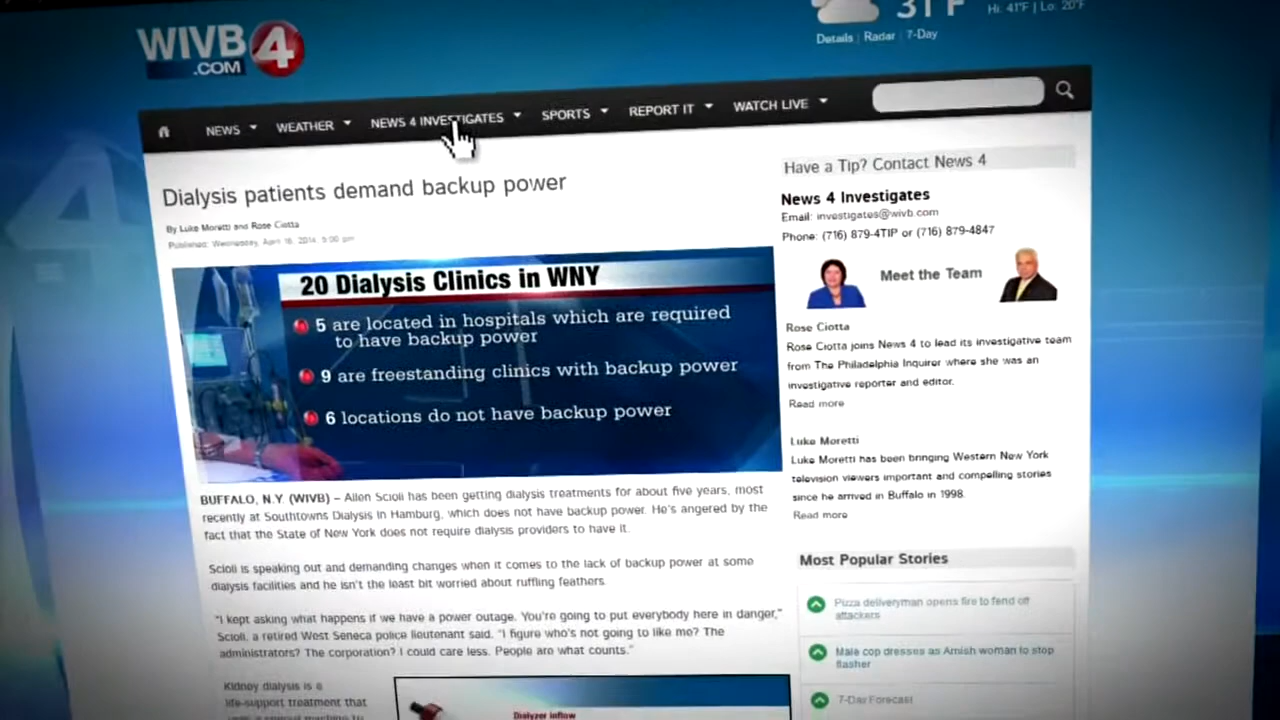 WIVB 4
.COM
31°F
Hi: 41°F | Lo: 20°F
Details | Radar | 7-Day
NEWS
WEATHER
NEWS 4 INVESTIGATES
SPORTS
REPORT IT
WATCH LIVE
Dialysis patients demand backup power
By Luke Moretti and Rose Ciotta
Published: Wednesday, April 16, 2014, 5:00 pm
20 Dialysis Clinics in WNY
5 are located in hospitals which are required
to have backup power
9 are freestanding clinics with backup power
6 locations do not have backup power
BUFFALO, N.Y. (WIVB) – Allen Scioli has been getting dialysis treatments for about five years, most
recently at Southtowns Dialysis in Hamburg, which does not have backup power. He's angered by the
fact that the State of New York does not require dialysis providers to have it.
Scioli is speaking out and demanding changes when it comes to the lack of backup power at some
dialysis facilities and he isn't the least bit worried about ruffling feathers.
"I kept asking what happens if we have a power outage. You're going to put everybody here in danger,"
Scioli, a retired West Seneca police lieutenant said. "I figure who's not going to like me? The
administrators? The corporation? I could care less. People are what counts."
Kidney dialysis is a
life-support treatment that
Dialyzer inflow
Have a Tip? Contact News 4
News 4 Investigates
Email: investigates@wivb.com
Phone: (716) 879-4TIP or (716) 879-4847
Meet the Team
Rose Ciotta
Rose Ciotta joins News 4 to lead its investigative team
from The Philadelphia Inquirer where she was an
investigative reporter and editor.
Read more
Luke Moretti
Luke Moretti has been bringing Western New York
television viewers important and compelling stories
since he arrived in Buffalo in 1998.
Read more
Most Popular Stories
Pizza deliveryman opens fire to fend off
attackers
Male cop dresses as Amish woman to stop
flasher
7-Day Forecast